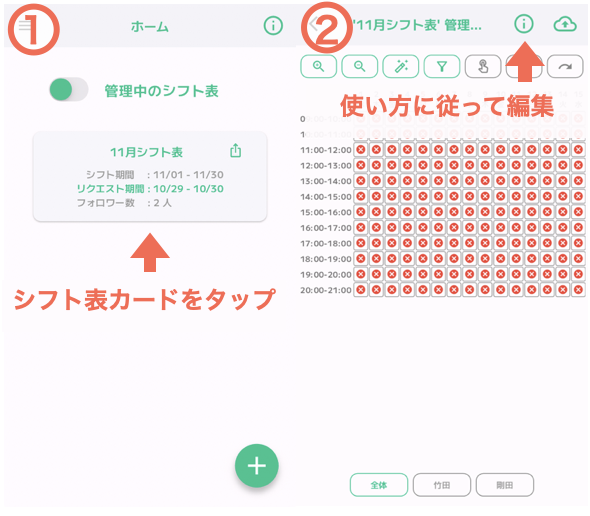 ①
ホーム
管理中のシフト表
11月シフト表
シフト期間 : 11/01 - 11/30
リクエスト期間 : 10/29 - 10/30
フォロワー数 : 2 人
シフト表カードをタップ
②
'11月シフト表' 管理...
使い方に従って編集
11:00-12:00
12:00-13:00
13:00-14:00
14:00-15:00
15:00-16:00
16:00-17:00
17:00-18:00
18:00-19:00
19:00-20:00
20:00-21:00
全体
竹田
剛田